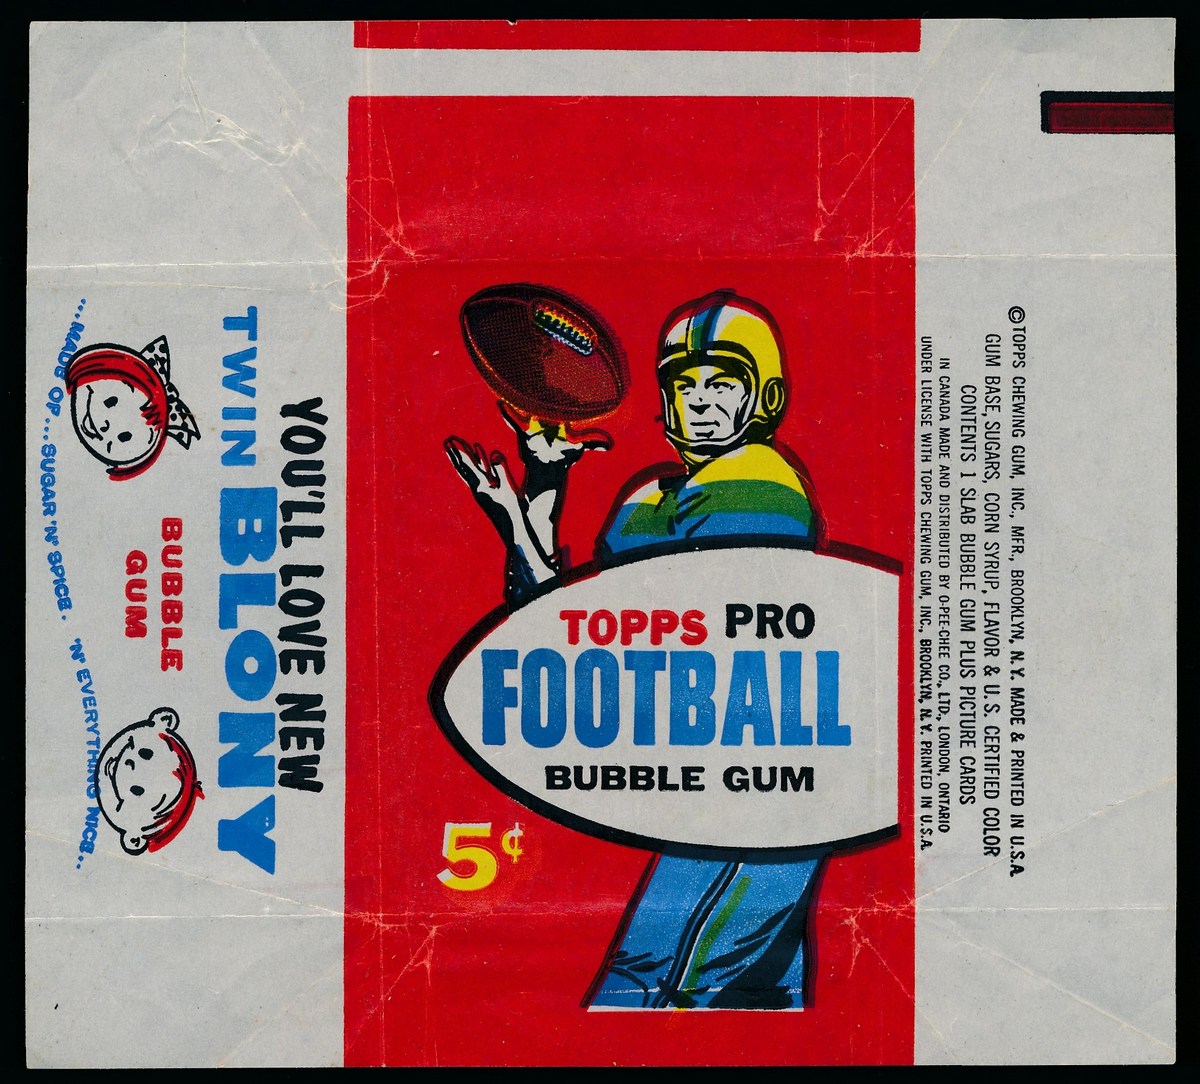 YOU'LL LOVE NEW
TWIN BLONY
BUBBLE
GUM
....MADE OF...SUGAR 'N' SPICE. 'N' EVERYTHING NICE..
TOPPS PRO
FOOTBALL
BUBBLE GUM
5¢
©TOPPS CHEWING GUM, INC., MFR., BROOKLYN, N.Y. MADE & PRINTED IN U.S.A.
GUM BASE, SUGARS, CORN SYRUP, FLAVOR & U.S. CERTIFIED COLOR
CONTENTS 1 SLAB BUBBLE GUM PLUS PICTURE CARDS
IN CANADA MADE AND DISTRIBUTED BY O-PEE-CHEE CO., LTD., LONDON, ONTARIO
UNDER LICENSE WITH TOPPS CHEWING GUM, INC., BROOKLYN, N.Y. PRINTED IN U.S.A.